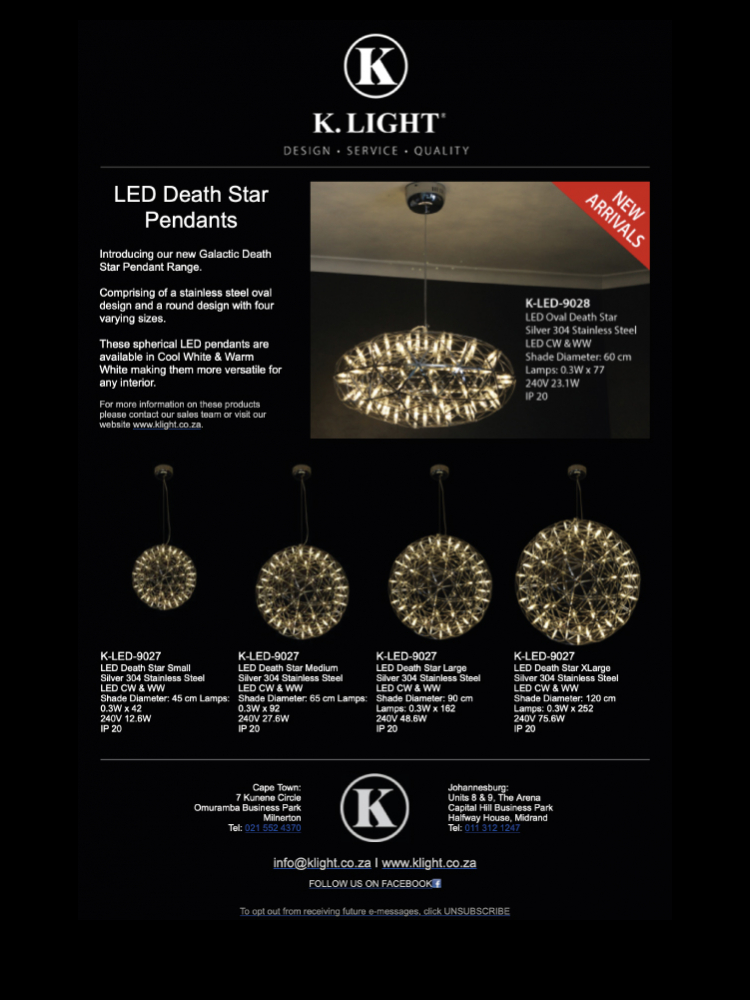 K
K. LIGHT®
DESIGN • SERVICE • QUALITY
LED Death Star
Pendants
Introducing our new Galactic Death
Star Pendant Range.
Comprising of a stainless steel oval
design and a round design with four
varying sizes.
These spherical LED pendants are
available in Cool White & Warm
White making them more versatile for
any interior.
For more information on these products
please contact our sales team or visit our
website www.klight.co.za.
NEW
ARRIVALS
K-LED-9028
LED Oval Death Star
Silver 304 Stainless Steel
LED CW & WW
Shade Diameter: 60 cm
Lamps: 0.3W x 77
240V 23.1W
IP 20
K-LED-9027
LED Death Star Small
Silver 304 Stainless Steel
LED CW & WW
Shade Diameter: 45 cm Lamps:
0.3W x 42
240V 12.6W
IP 20
K-LED-9027
LED Death Star Medium
Silver 304 Stainless Steel
LED CW & WW
Shade Diameter: 65 cm Lamps:
0.3W x 92
240V 27.6W
IP 20
K-LED-9027
LED Death Star Large
Silver 304 Stainless Steel
LED CW & WW
Shade Diameter: 90 cm
Lamps: 0.3W x 162
240V 48.6W
IP 20
K-LED-9027
LED Death Star XLarge
Silver 304 Stainless Steel
LED CW & WW
Shade Diameter: 120 cm
Lamps: 0.3W x 252
240V 75.6W
IP 20
Cape Town:
7 Kunene Circle
Omuramba Business Park
Milnerton
Tel: 021 552 4370
K
Johannesburg:
Units 8 & 9, The Arena
Capital Hill Business Park
Halfway House, Midrand
Tel: 011 312 1247
info@klight.co.za I www.klight.co.za
FOLLOW US ON FACEBOOK f
To opt out from receiving future e-messages, click UNSUBSCRIBE